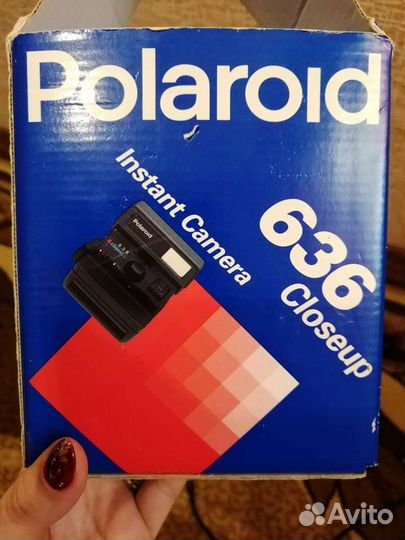 Polaroid
Instant Camera
636
Closeup
Polaroid
Avito